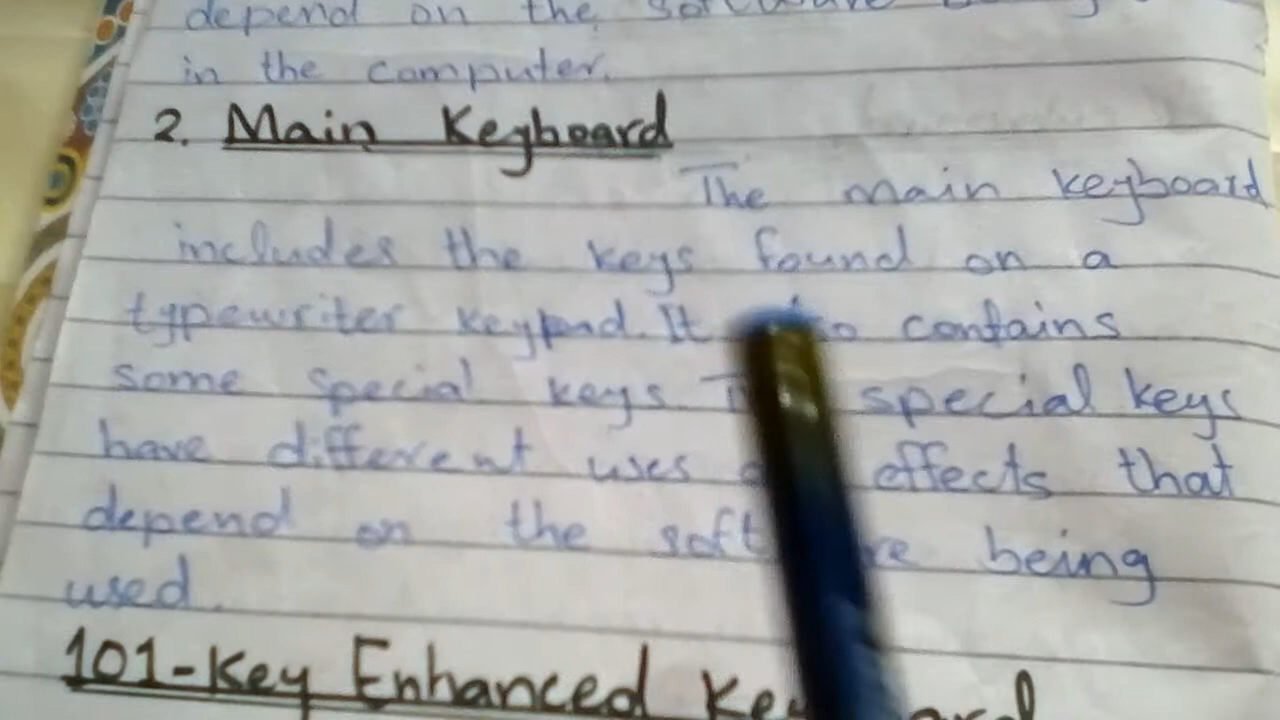 depend on the software
in the computer.
2. Main Keyboard
The main keyboard
includes the keys found on a
typewriter keypad. It contains
some special keys special keys
have different uses effects that
depend on the being
used.
101-Key Enhanced